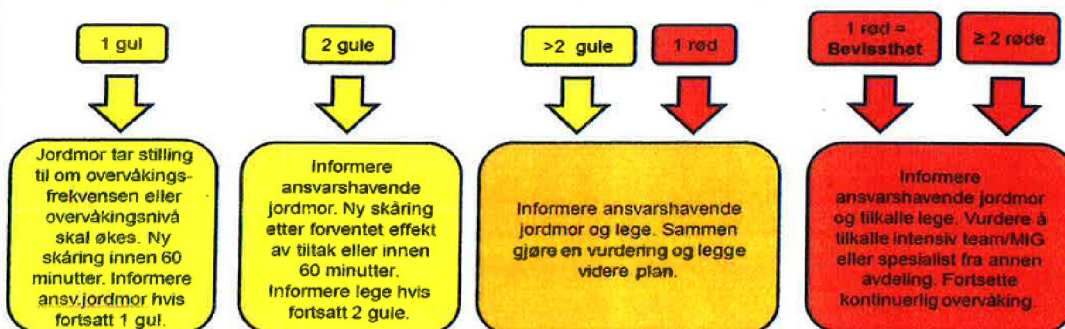 1 gul
2 gule
>2 gule
1 rød
1 rød =
Bevissthet
≥ 2 røde
Jordmor tar stilling
til om overvåkings-
frekvensen eller
overvåkingsnivå
skal økes. Ny
skåring innen 60
minutter. Informere
ansv.jordmor hvis
fortsatt 1 gul.
Informere
ansvarshavende
jordmor. Ny skåring
etter forventet effekt
av tiltak eller innen
60 minutter.
Informere lege hvis
fortsatt 2 gule.
Informere ansvarshavende
jordmor og lege. Sammen
gjøre en vurdering og legge
videre plan.
Informere
ansvarshavende jordmor
og tilkalle lege. Vurdere å
tilkalle intensiv team/MIG
eller spesialist fra annen
avdeling. Fortsette
kontinuerlig overvåking.